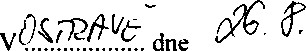 V OSTRAVĚ dne 26. 8.